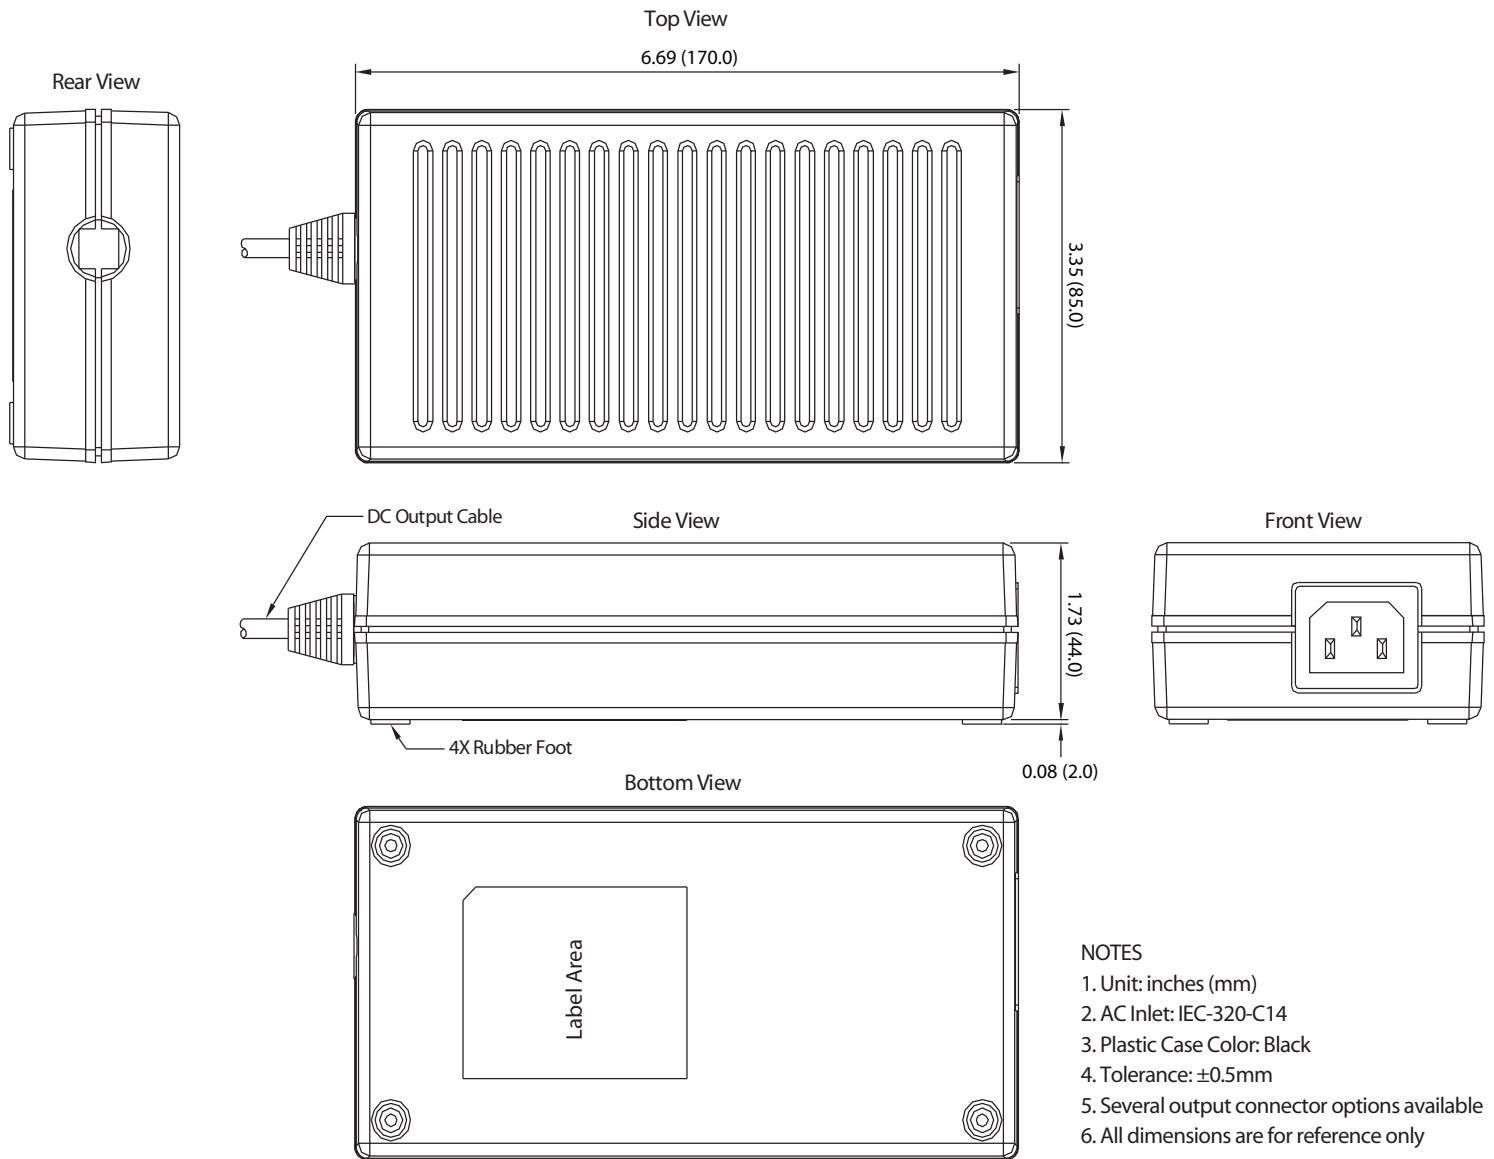 Top View
6.69 (170.0)
Rear View
3.35 (85.0)
DC Output Cable
Side View
Front View
1.73 (44.0)
4X Rubber Foot
0.08 (2.0)
Bottom View
Label Area
NOTES
1. Unit: inches (mm)
2. AC Inlet: IEC-320-C14
3. Plastic Case Color: Black
4. Tolerance: ±0.5mm
5. Several output connector options available
6. All dimensions are for reference only